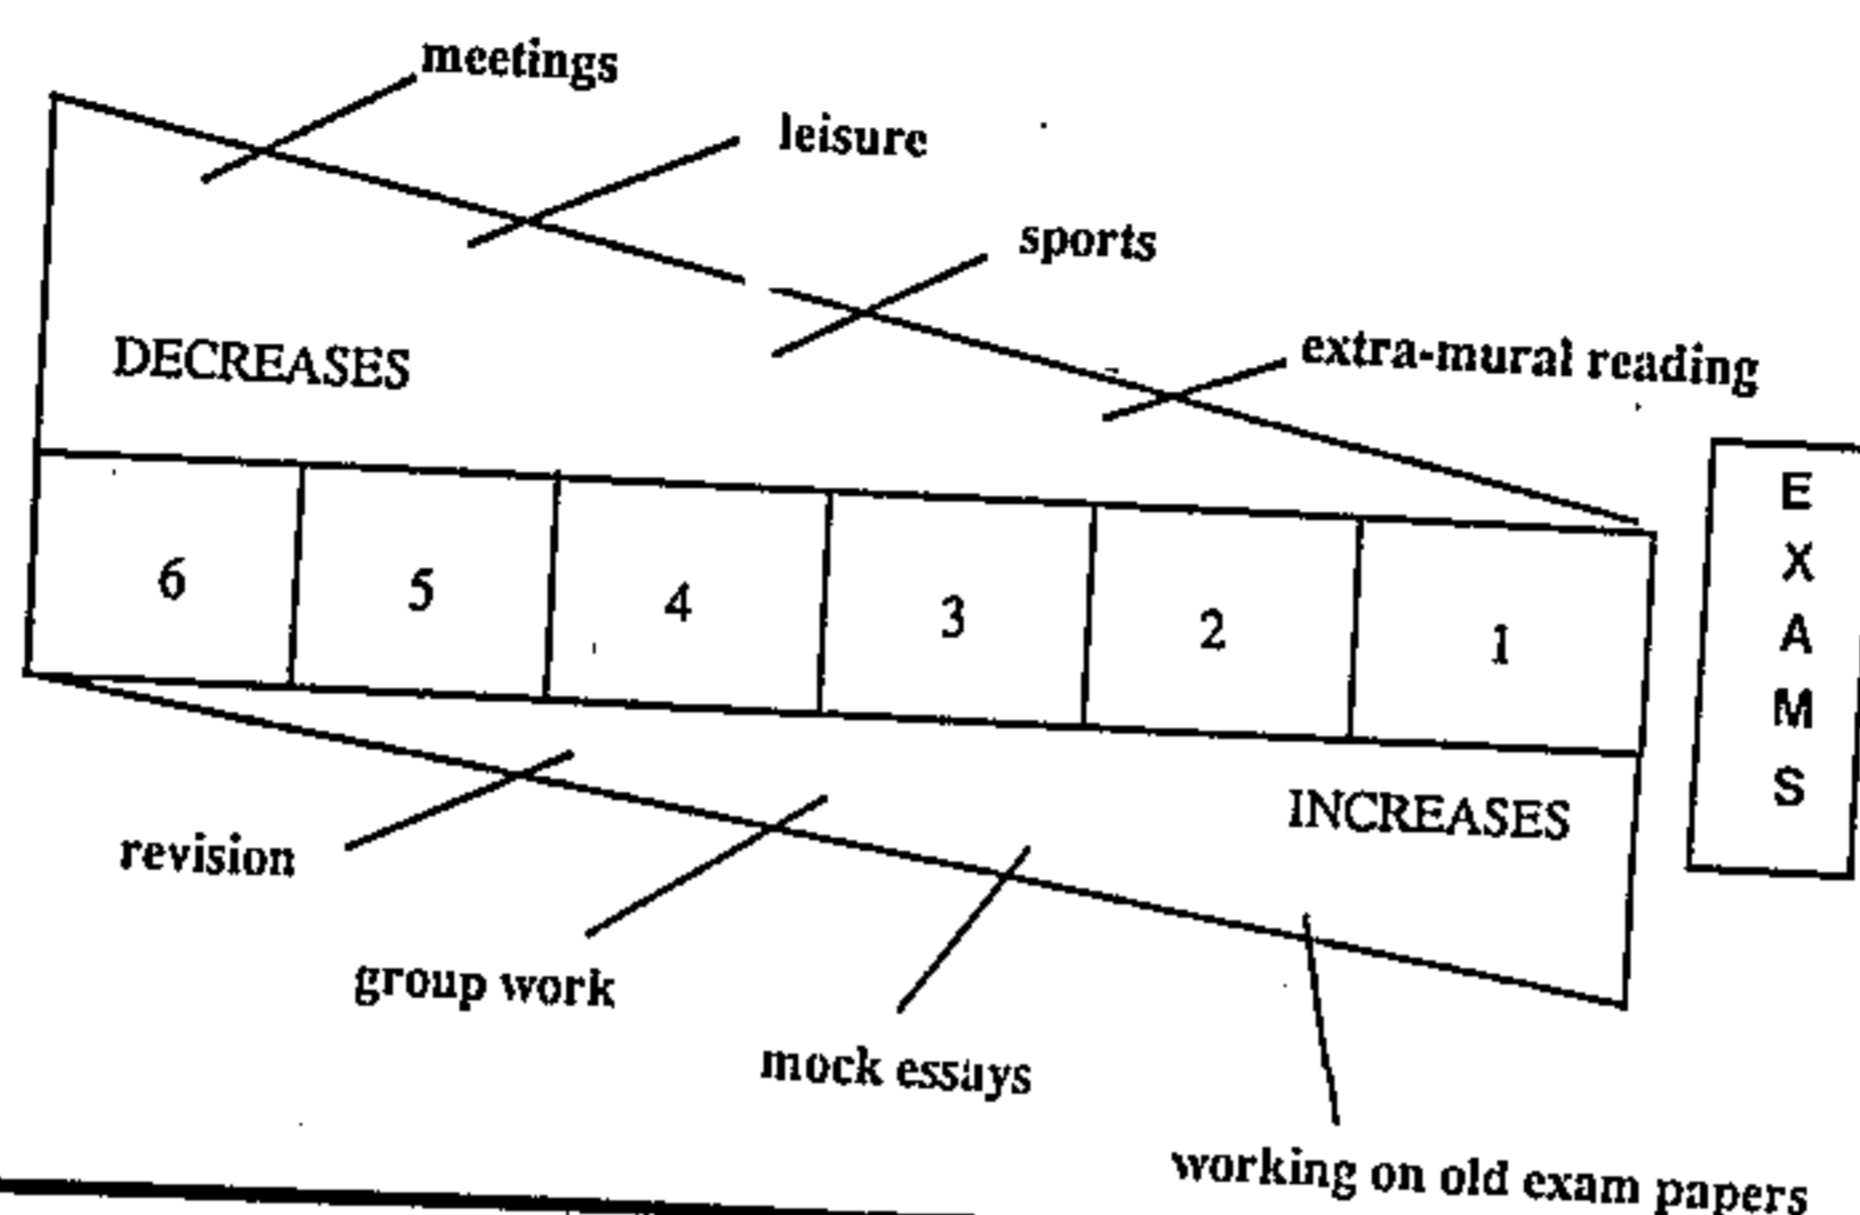 meetings
leisure
sports
extra-mural reading
DECREASES
6 5 4 3 2 1
E
X
A
M
S
INCREASES
revision
group work
mock essays
working on old exam papers